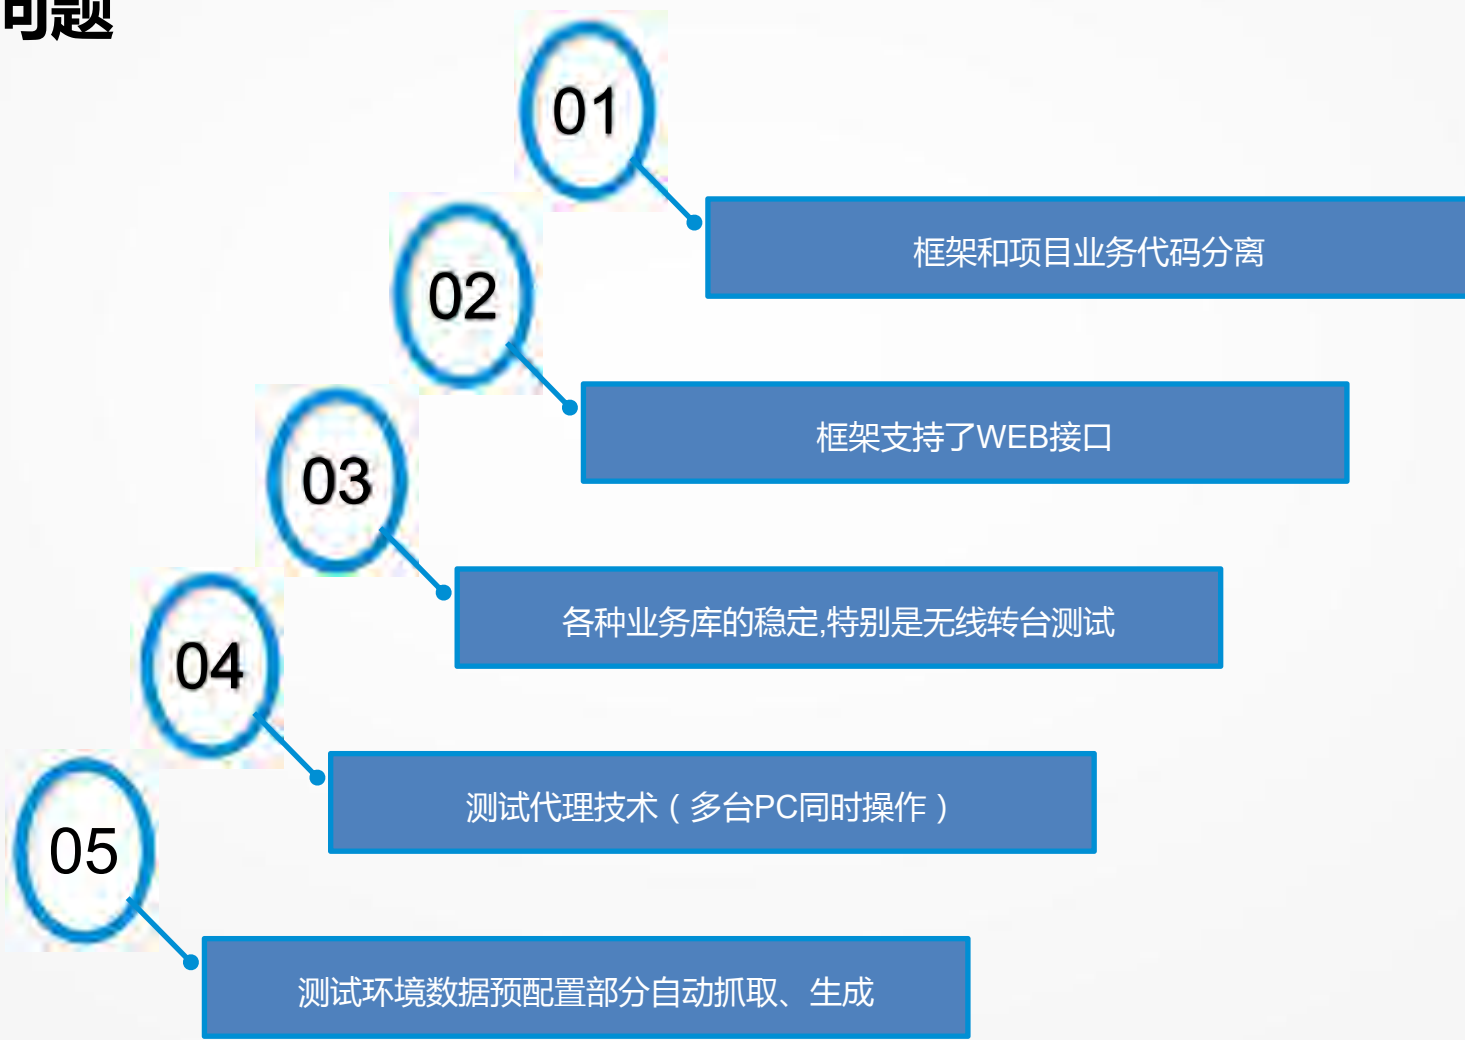 问题
01
框架和项目业务代码分离
02
框架支持了WEB接口
03
各种业务库的稳定,特别是无线转台测试
04
测试代理技术（多台PC同时操作）
05
测试环境数据预配置部分自动抓取、生成